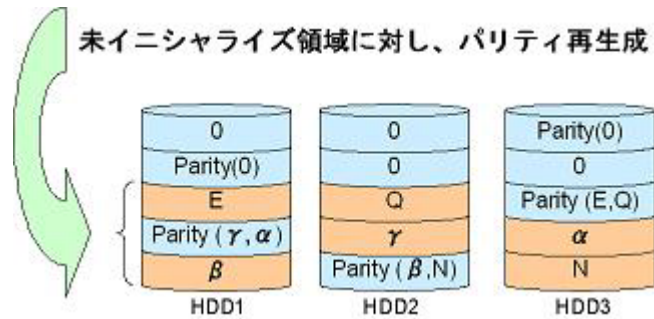 未イニシャライズ領域に対し、パリティ再生成
0 0 Parity(0)
Parity(0) 0 0
E Q Parity (E,Q)
Parity (γ,α) γ α
β Parity (β,N) N
HDD1 HDD2 HDD3